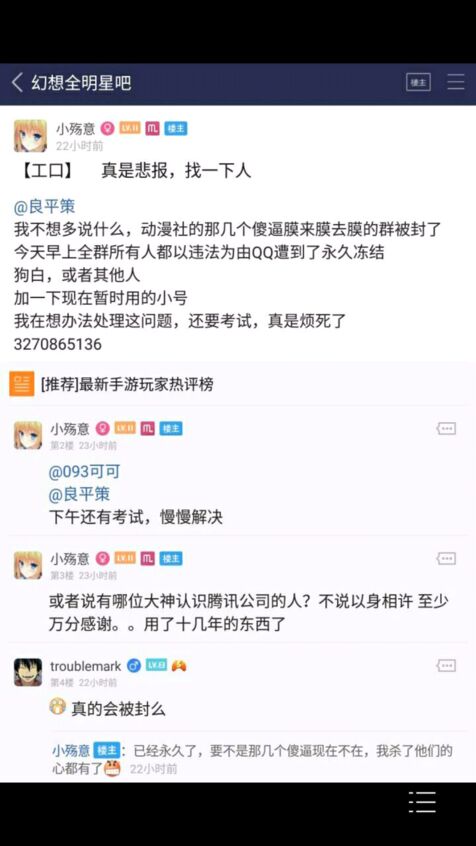 幻想全明星吧
楼主
小殇意 LV.11 楼主
22小时前
【工口】 真是悲报，找一下人
@良平策
我不想多说什么，动漫社的那几个傻逼膜来膜去膜的群被封了
今天早上全群所有人都以违法为由QQ遭到了永久冻结
狗白，或者其他人
加一下现在暂时用的小号
我在想办法处理这问题，还要考试，真是烦死了
3270865136
[推荐]最新手游玩家热评榜
小殇意 LV.11 楼主
第2楼 23小时前
@093可可
@良平策
下午还有考试，慢慢解决
小殇意 LV.11 楼主
第3楼 23小时前
或者说有哪位大神认识腾讯公司的人？不说以身相许 至少
万分感谢。。用了十几年的东西了
troublemark
第4楼 22小时前
真的会被封么
小殇意 楼主：已经永久了，要不是那几个傻逼现在不在，我杀了他们的
心都有了 22小时前